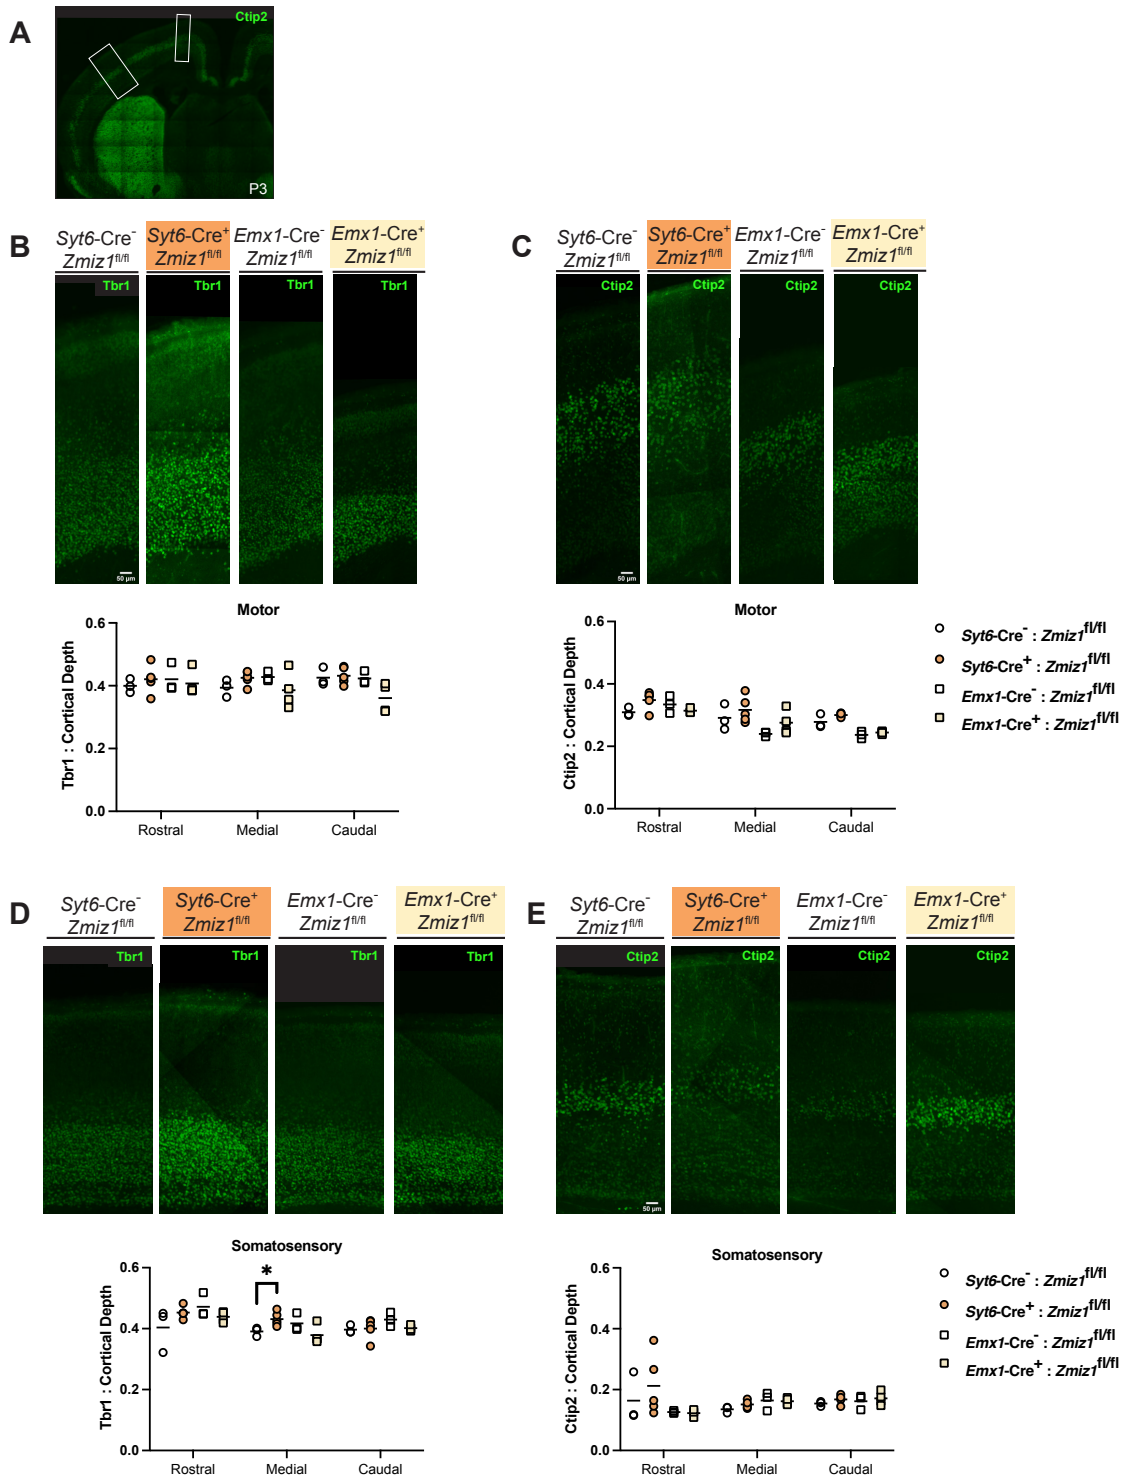 A
Ctip2
P3
B
Syt6-Cre⁻ Zmiz1fl/fl
Syt6-Cre⁺ Zmiz1fl/fl
Emx1-Cre⁻ Zmiz1fl/fl
Emx1-Cre⁺ Zmiz1fl/fl
Tbr1
Tbr1
Tbr1
Tbr1
50 µm
Motor
Tbr1 : Cortical Depth
0.6
0.4
0.2
0.0
Rostral
Medial
Caudal
C
Syt6-Cre⁻ Zmiz1fl/fl
Syt6-Cre⁺ Zmiz1fl/fl
Emx1-Cre⁻ Zmiz1fl/fl
Emx1-Cre⁺ Zmiz1fl/fl
Ctip2
Ctip2
Ctip2
Ctip2
50 µm
Motor
Ctip2 : Cortical Depth
0.6
0.4
0.2
0.0
Rostral
Medial
Caudal
Syt6-Cre⁻ : Zmiz1fl/fl
Syt6-Cre⁺ : Zmiz1fl/fl
Emx1-Cre⁻ : Zmiz1fl/fl
Emx1-Cre⁺ : Zmiz1fl/fl
D
Syt6-Cre⁻ Zmiz1fl/fl
Syt6-Cre⁺ Zmiz1fl/fl
Emx1-Cre⁻ Zmiz1fl/fl
Emx1-Cre⁺ Zmiz1fl/fl
Tbr1
Tbr1
Tbr1
Tbr1
Somatosensory
*
Tbr1 : Cortical Depth
0.6
0.4
0.2
0.0
Rostral
Medial
Caudal
E
Syt6-Cre⁻ Zmiz1fl/fl
Syt6-Cre⁺ Zmiz1fl/fl
Emx1-Cre⁻ Zmiz1fl/fl
Emx1-Cre⁺ Zmiz1fl/fl
Ctip2
Ctip2
Ctip2
Ctip2
50 µm
Somatosensory
Ctip2 : Cortical Depth
0.6
0.4
0.2
0.0
Rostral
Medial
Caudal
Syt6-Cre⁻ : Zmiz1fl/fl
Syt6-Cre⁺ : Zmiz1fl/fl
Emx1-Cre⁻ : Zmiz1fl/fl
Emx1-Cre⁺ : Zmiz1fl/fl